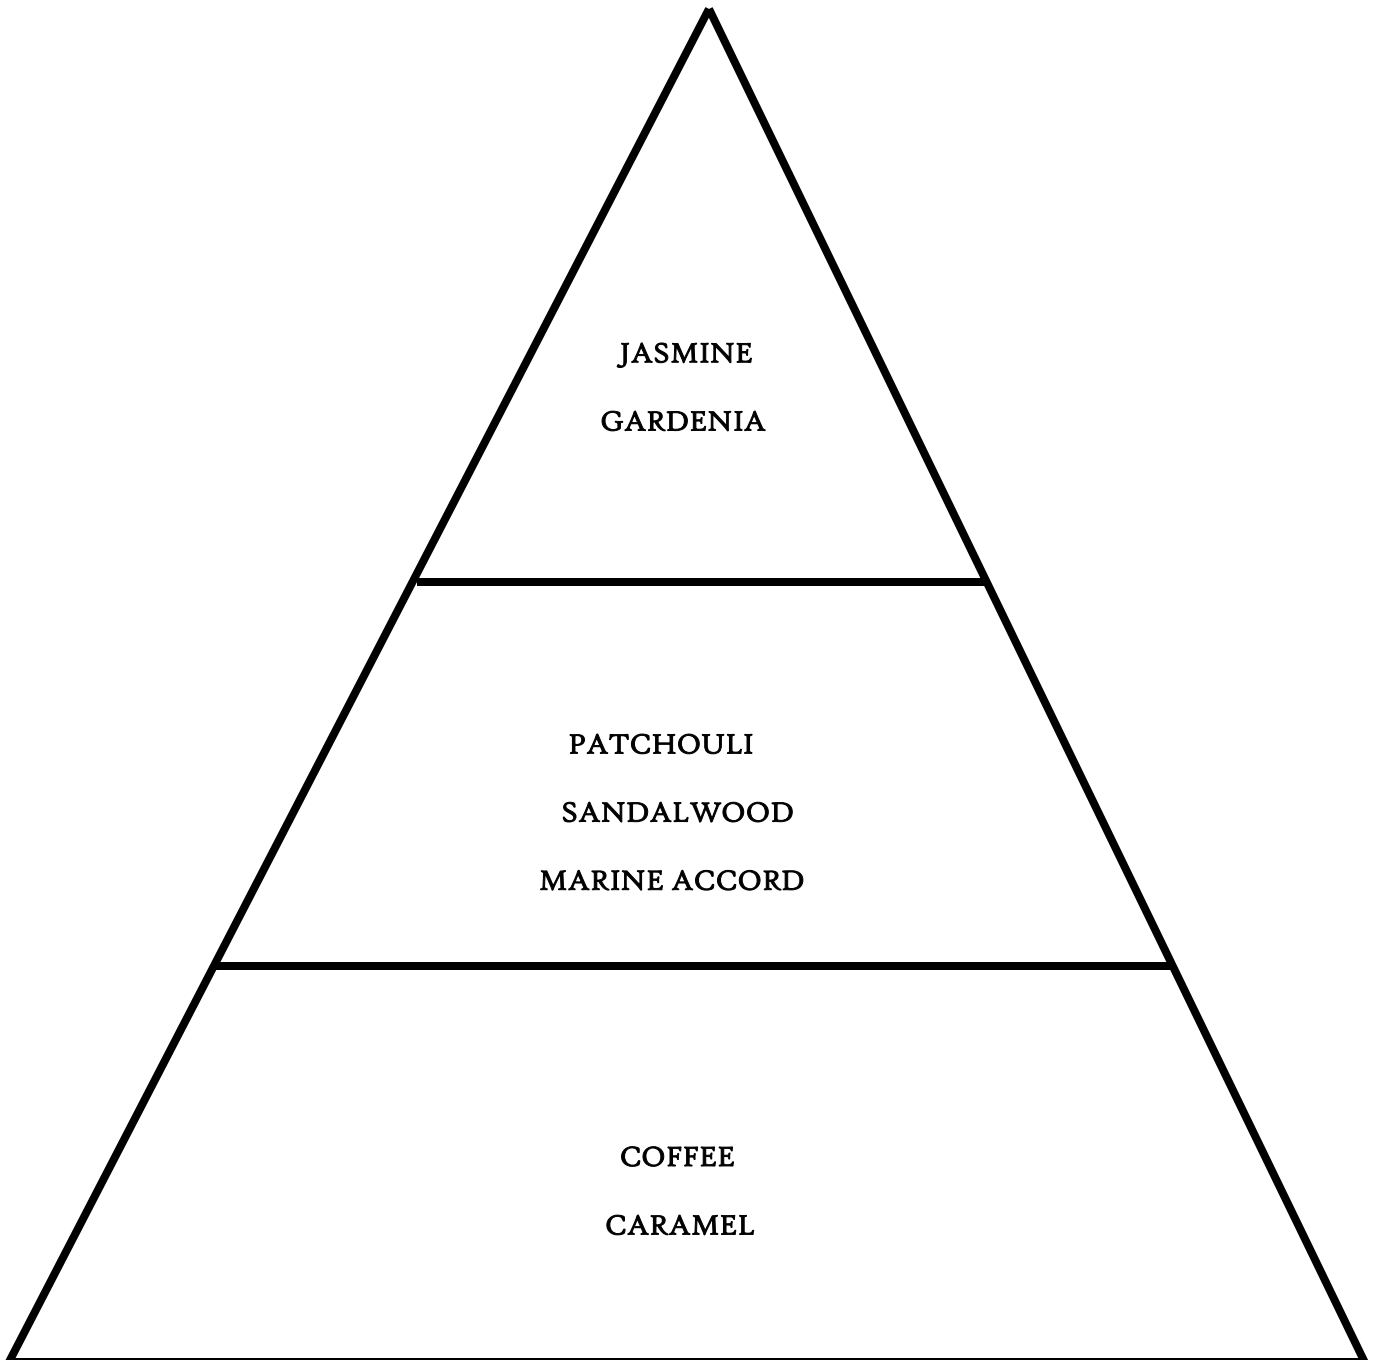 JASMINE
GARDENIA
PATCHOULI
SANDALWOOD
MARINE ACCORD
COFFEE
CARAMEL